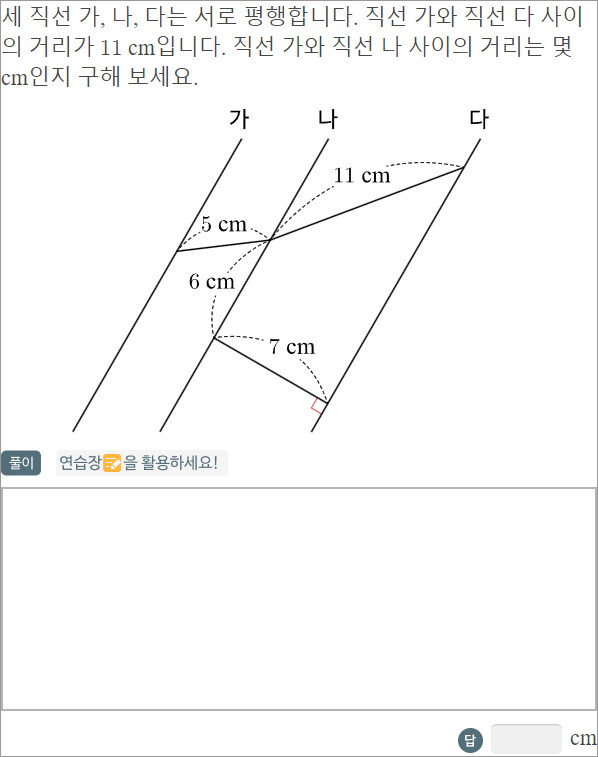 세 직선 가, 나, 다는 서로 평행합니다. 직선 가와 직선 다 사이
의 거리가 11 cm입니다. 직선 가와 직선 나 사이의 거리는 몇
cm인지 구해 보세요.
가 나 다
11 cm
5 cm
6 cm
7 cm
풀이 연습장을 활용하세요!
답 cm